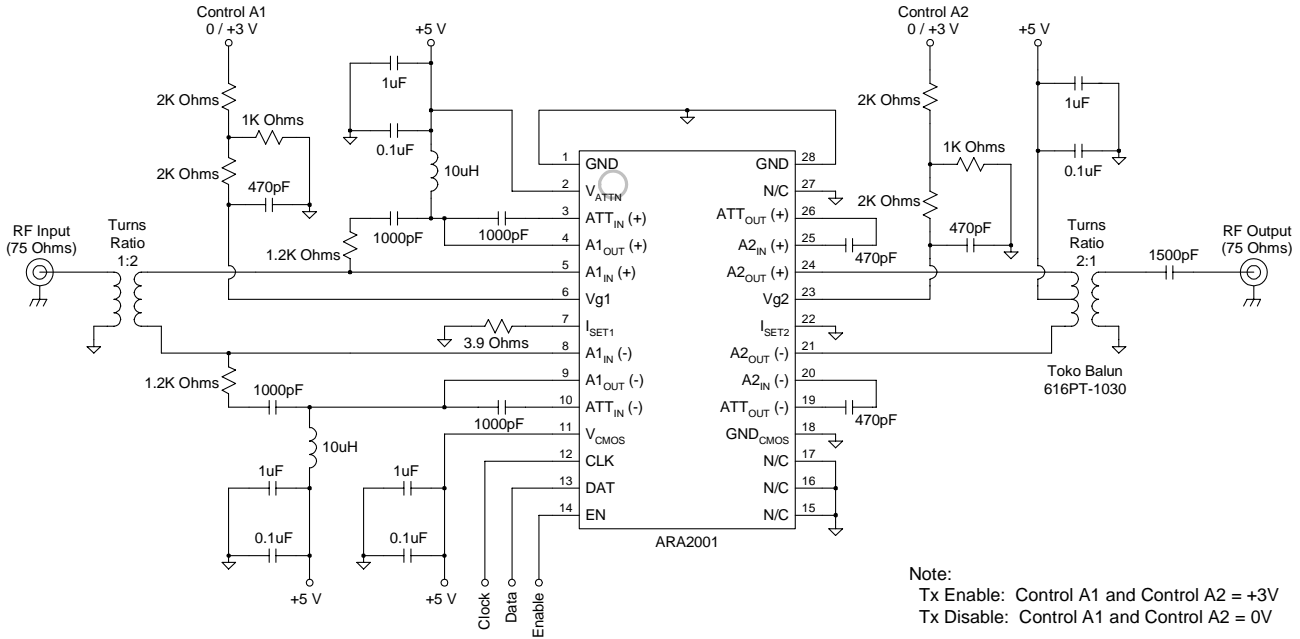 Control A1
0 / +3 V
+5 V
Control A2
0 / +3 V
+5 V
1uF
2K Ohms
1K Ohms
0.1uF
2K Ohms
470pF
10uH
1000pF
1000pF
1.2K Ohms
RF Input
(75 Ohms)
Turns
Ratio
1:2
3.9 Ohms
1.2K Ohms
1000pF
1000pF
10uH
1uF
0.1uF
+5 V
1uF
0.1uF
+5 V
Clock
Data
Enable
1 GND
2 VATTN
3 ATTIN (+)
4 A1OUT (+)
5 A1IN (+)
6 Vg1
7 ISET1
8 A1IN (-)
9 A1OUT (-)
10 ATTIN (-)
11 VCMOS
12 CLK
13 DAT
14 EN
GND 28
N/C 27
ATTOUT (+) 26
A2IN (+) 25
A2OUT (+) 24
Vg2 23
ISET2 22
A2OUT (-) 21
A2IN (-) 20
ATTOUT (-) 19
GNDCMOS 18
N/C 17
N/C 16
N/C 15
ARA2001
2K Ohms
1K Ohms
2K Ohms
470pF
470pF
470pF
1uF
0.1uF
Turns
Ratio
2:1
1500pF
RF Output
(75 Ohms)
Toko Balun
616PT-1030
Note:
Tx Enable: Control A1 and Control A2 = +3V
Tx Disable: Control A1 and Control A2 = 0V